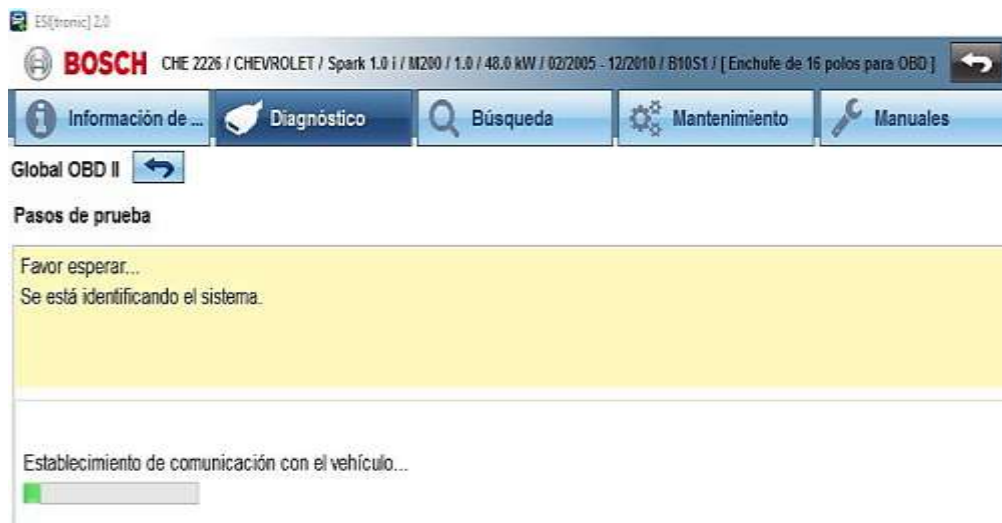 ESI[tronic] 2.0
BOSCH CHE 2226 / CHEVROLET / Spark 1.0 i / M200 / 1.0 / 48.0 kW / 02/2005 - 12/2010 / B10S1 / [ Enchufe de 16 polos para OBD ]
Información de ... Diagnóstico Búsqueda Mantenimiento Manuales
Global OBD II
Pasos de prueba
Favor esperar...
Se está identificando el sistema.
Establecimiento de comunicación con el vehículo...